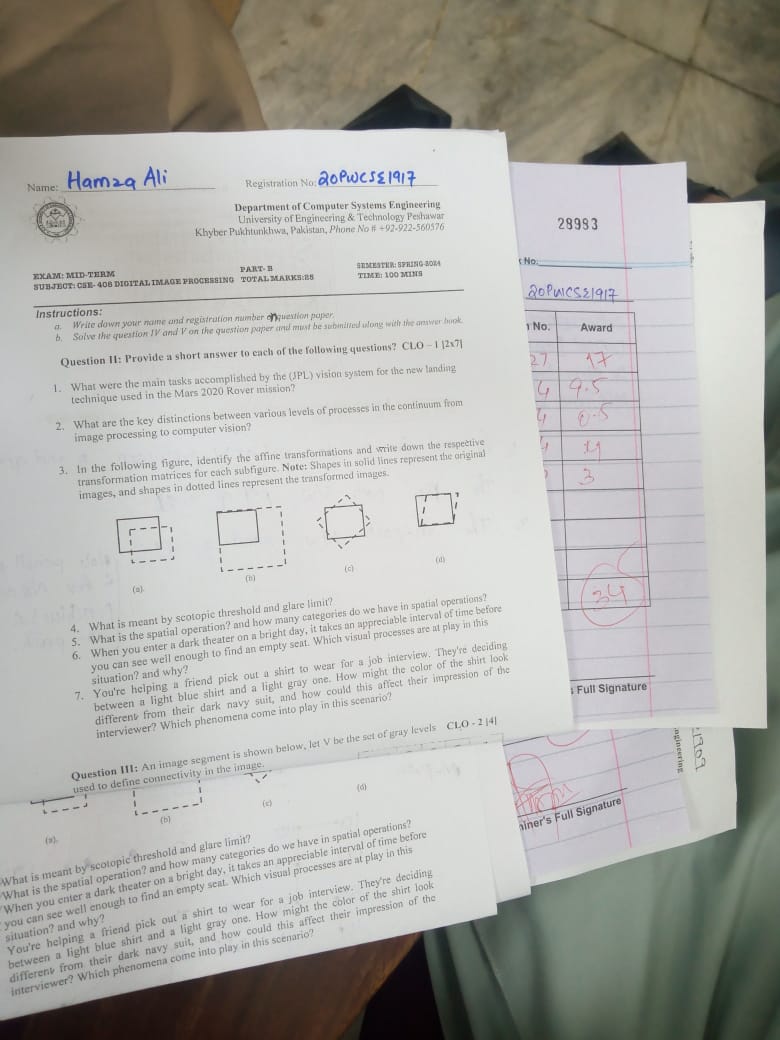 Name: Hamza Ali Registration No: 20PWCSE1917
Department of Computer Systems Engineering
University of Engineering & Technology Peshawar
Khyber Pukhtunkhwa, Pakistan, Phone No # +92-922-560576
EXAM: MID-TERM PART- B SEMESTER: SPRING-2024
SUBJECT: CSE- 408 DIGITAL IMAGE PROCESSING TOTAL MARKS:25 TIME: 100 MINS
Instructions:
a. Write down your name and registration number on question paper.
b. Solve the question IV and V on the question paper and must be submitted along with the answer book.
Question II: Provide a short answer to each of the following questions? CLO – 1 [2x7]
1. What were the main tasks accomplished by the (JPL) vision system for the new landing
technique used in the Mars 2020 Rover mission?
2. What are the key distinctions between various levels of processes in the continuum from
image processing to computer vision?
3. In the following figure, identify the affine transformations and write down the respective
transformation matrices for each subfigure. Note: Shapes in solid lines represent the original
images, and shapes in dotted lines represent the transformed images.
(a) (b) (c) (d)
4. What is meant by scotopic threshold and glare limit?
5. What is the spatial operation? and how many categories do we have in spatial operations?
6. When you enter a dark theater on a bright day, it takes an appreciable interval of time before
you can see well enough to find an empty seat. Which visual processes are at play in this
situation? and why?
7. You're helping a friend pick out a shirt to wear for a job interview. They're deciding
between a light blue shirt and a light gray one. How might the color of the shirt look
different from their dark navy suit, and how could this affect their impression of the
interviewer? Which phenomena come into play in this scenario?
Question III: An image segment is shown below, let V be the set of gray levels CLO - 2 [4]
used to define connectivity in the image.
(a). (b) (c) (d)
What is meant by scotopic threshold and glare limit?
What is the spatial operation? and how many categories do we have in spatial operations?
When you enter a dark theater on a bright day, it takes an appreciable interval of time before
you can see well enough to find an empty seat. Which visual processes are at play in this
situation? and why?
You're helping a friend pick out a shirt to wear for a job interview. They're deciding
between a light blue shirt and a light gray one. How might the color of the shirt look
different from their dark navy suit, and how could this affect their impression of the
interviewer? Which phenomena come into play in this scenario?
28983
No:
20PWCSE1917
No. Award
27 17
4 9.5
4 0.5
4 4
3
34
Full Signature
iner's Full Signature
ngineering
1909